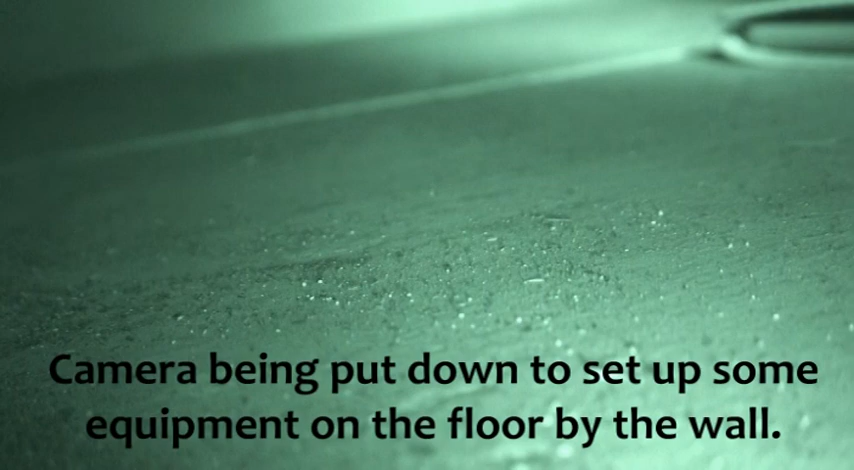 Camera being put down to set up some
equipment on the floor by the wall.